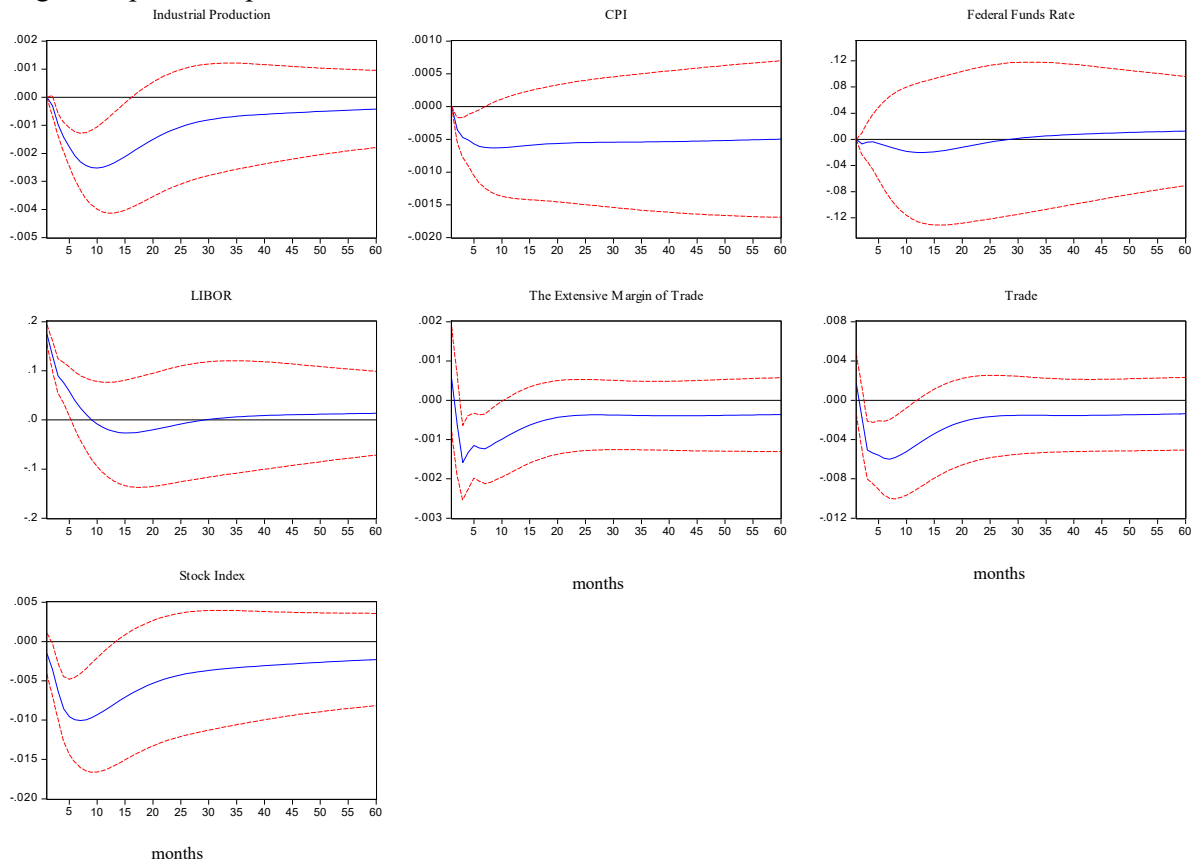 Industrial Production
CPI
Federal Funds Rate
.002
.001
.000
-.001
-.002
-.003
-.004
-.005
5 10 15 20 25 30 35 40 45 50 55 60
.0010
.0005
.0000
-.0005
-.0010
-.0015
-.0020
5 10 15 20 25 30 35 40 45 50 55 60
.12
.08
.04
.00
-.04
-.08
-.12
5 10 15 20 25 30 35 40 45 50 55 60
LIBOR
The Extensive Margin of Trade
Trade
.2
.1
.0
-.1
-.2
5 10 15 20 25 30 35 40 45 50 55 60
.002
.001
.000
-.001
-.002
-.003
5 10 15 20 25 30 35 40 45 50 55 60
.008
.004
.000
-.004
-.008
-.012
5 10 15 20 25 30 35 40 45 50 55 60
months
months
Stock Index
.005
.000
-.005
-.010
-.015
-.020
5 10 15 20 25 30 35 40 45 50 55 60
months